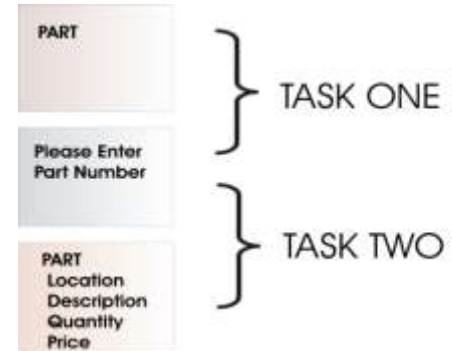 PART
TASK ONE
Please Enter
Part Number
TASK TWO
PART
Location
Description
Quantity
Price